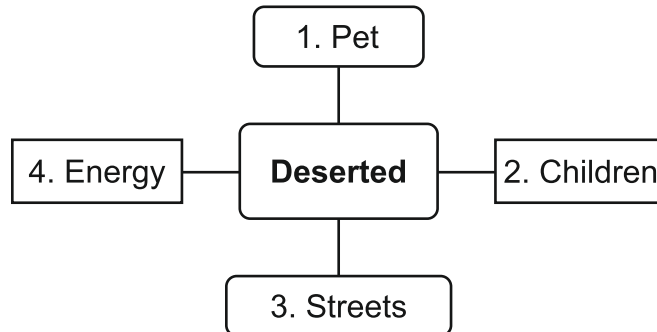 1. Pet
4. Energy
Deserted
2. Children
3. Streets